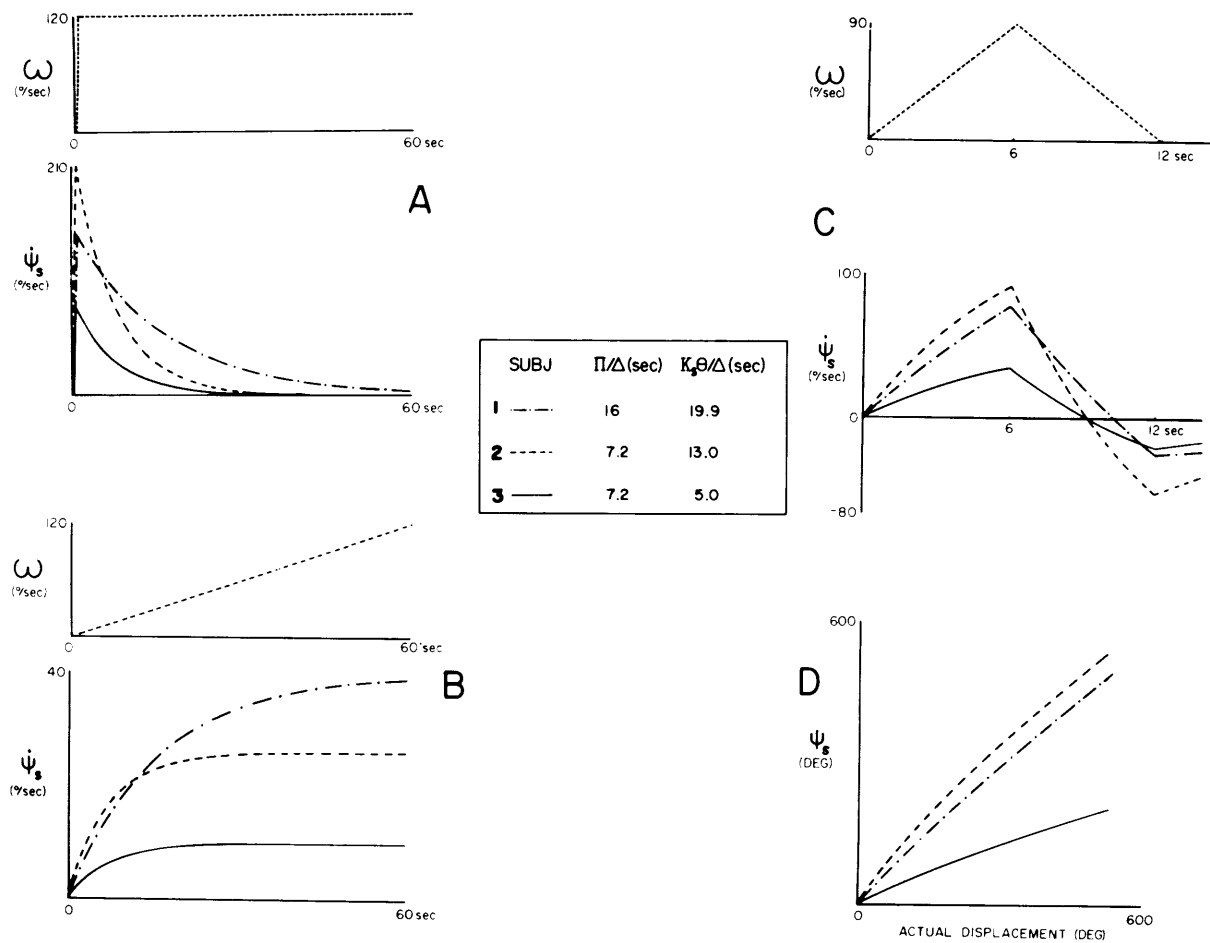 120
ω
(°/sec)
0
60 sec
210
A
ψ̇s
(°/sec)
0
60 sec
90
ω
(°/sec)
0
6
12 sec
C
100
ψ̇s
(°/sec)
0
6
12 sec
-80
SUBJ Π/Δ(sec) KsΘ/Δ(sec)
1 16 19.9
2 7.2 13.0
3 7.2 5.0
120
ω
(°/sec)
0
60 sec
40
B
ψ̇s
(°/sec)
0
60 sec
600
D
ψs
(DEG)
0
600
ACTUAL DISPLACEMENT (DEG)